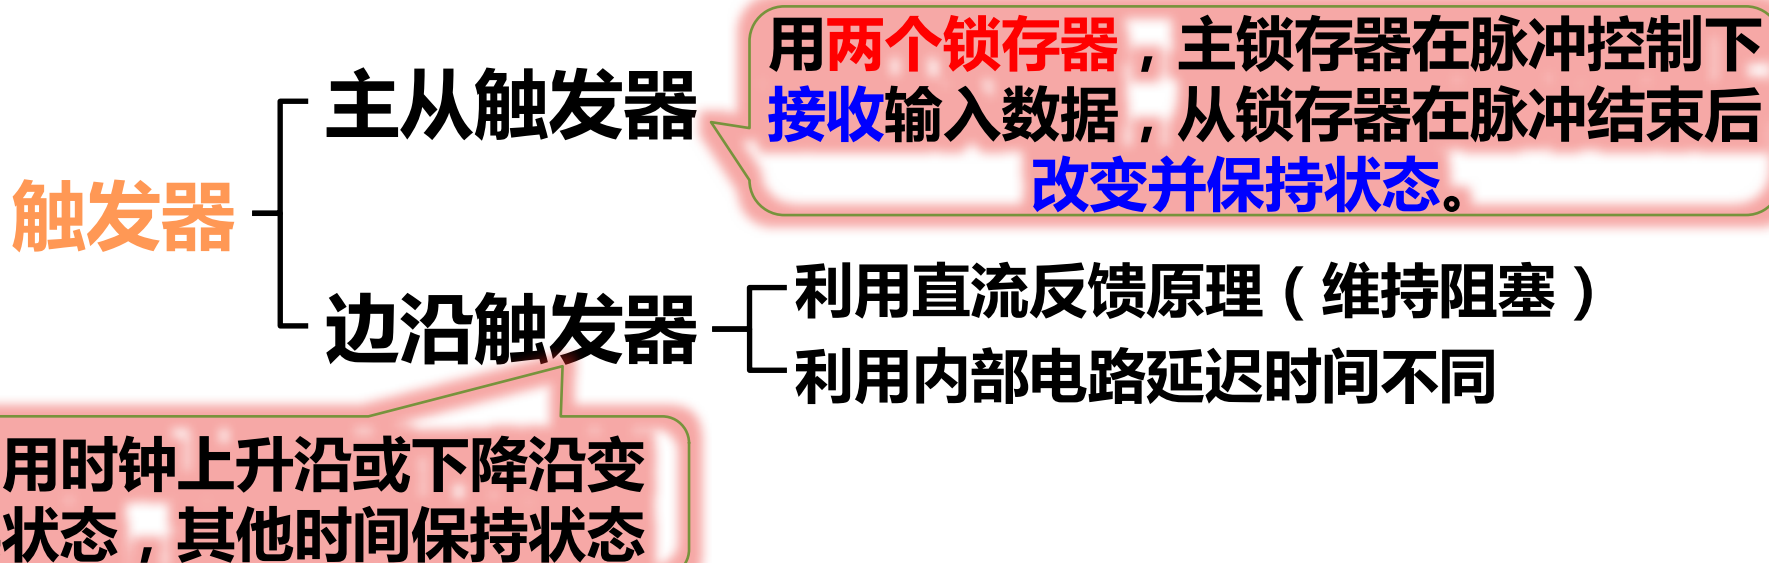 用两个锁存器，主锁存器在脉冲控制下
接收输入数据，从锁存器在脉冲结束后
改变并保持状态。
主从触发器
触发器
边沿触发器
利用直流反馈原理（维持阻塞）
利用内部电路延迟时间不同
用时钟上升沿或下降沿变
状态，其他时间保持状态